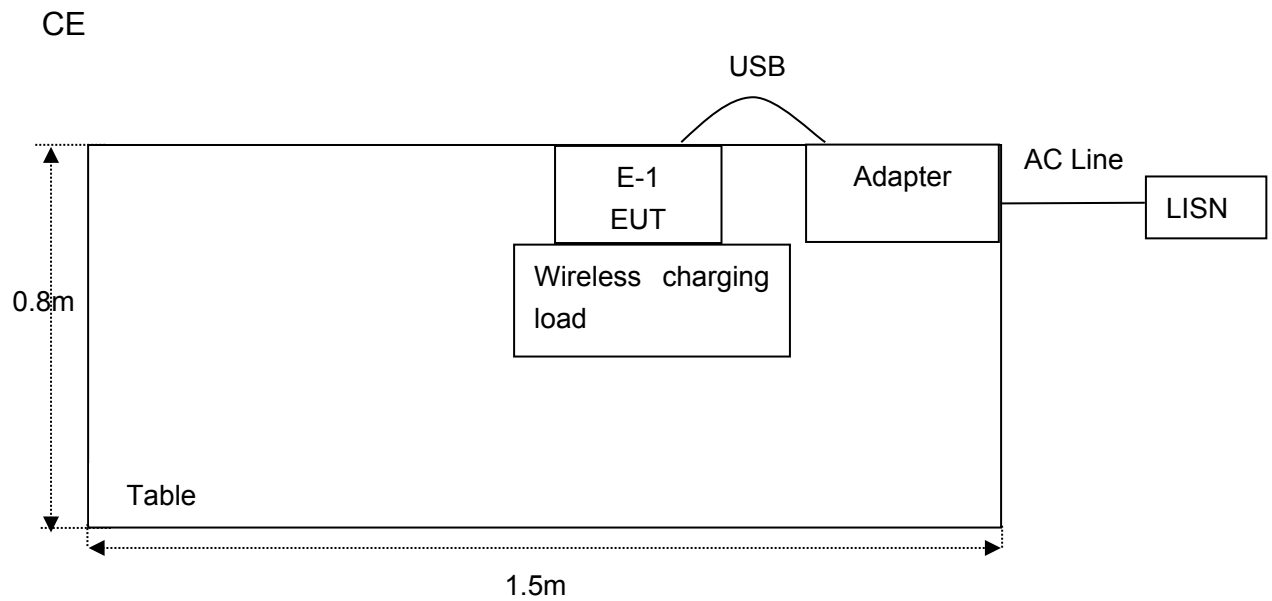 CE
USB
E-1
EUT
Adapter
AC Line
LISN
Wireless charging
load
0.8m
Table
1.5m